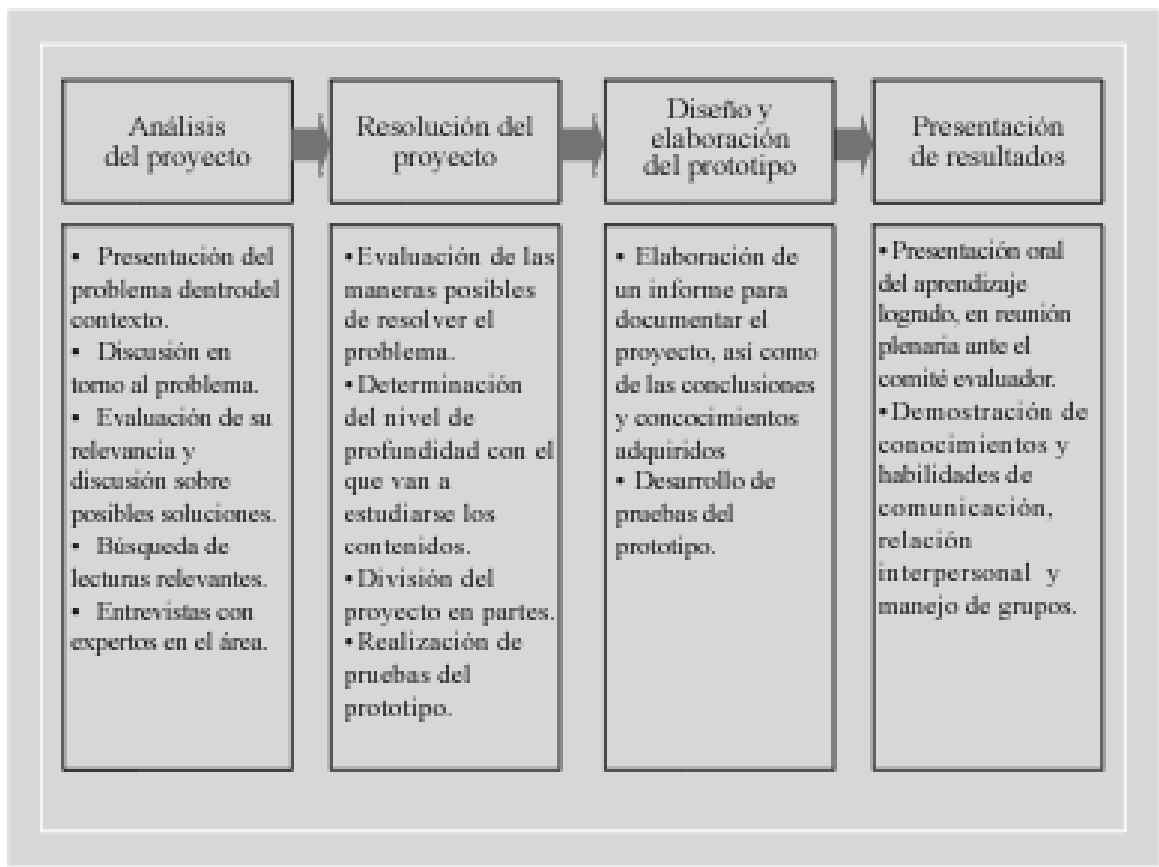 Análisis
del proyecto
Resolución del
proyecto
Diseño y
elaboración
del prototipo
Presentación
de resultados
• Presentación del
problema dentrodel
contexto.
• Discusión en
torno al problema.
• Evaluación de su
relevancia y
discusión sobre
posibles soluciones.
• Búsqueda de
lecturas relevantes.
• Entrevistas con
expertos en el área.
•Evaluación de las
maneras posibles
de resolver el
problema.
•Determinación
del nivel de
profundidad con el
que van a
estudiarse los
contenidos.
•División del
proyecto en partes.
•Realización de
pruebas del
prototipo.
• Elaboración de
un informe para
documentar el
proyecto, así como
de las conclusiones
y concocimientos
adquiridos
• Desarrollo de
pruebas del
prototipo.
•Presentación oral
del aprendizaje
logrado, en reunión
plenaria ante el
comité evaluador.
•Demostración de
conocimientos y
habilidades de
comunicación,
relación
interpersonal y
manejo de grupos.